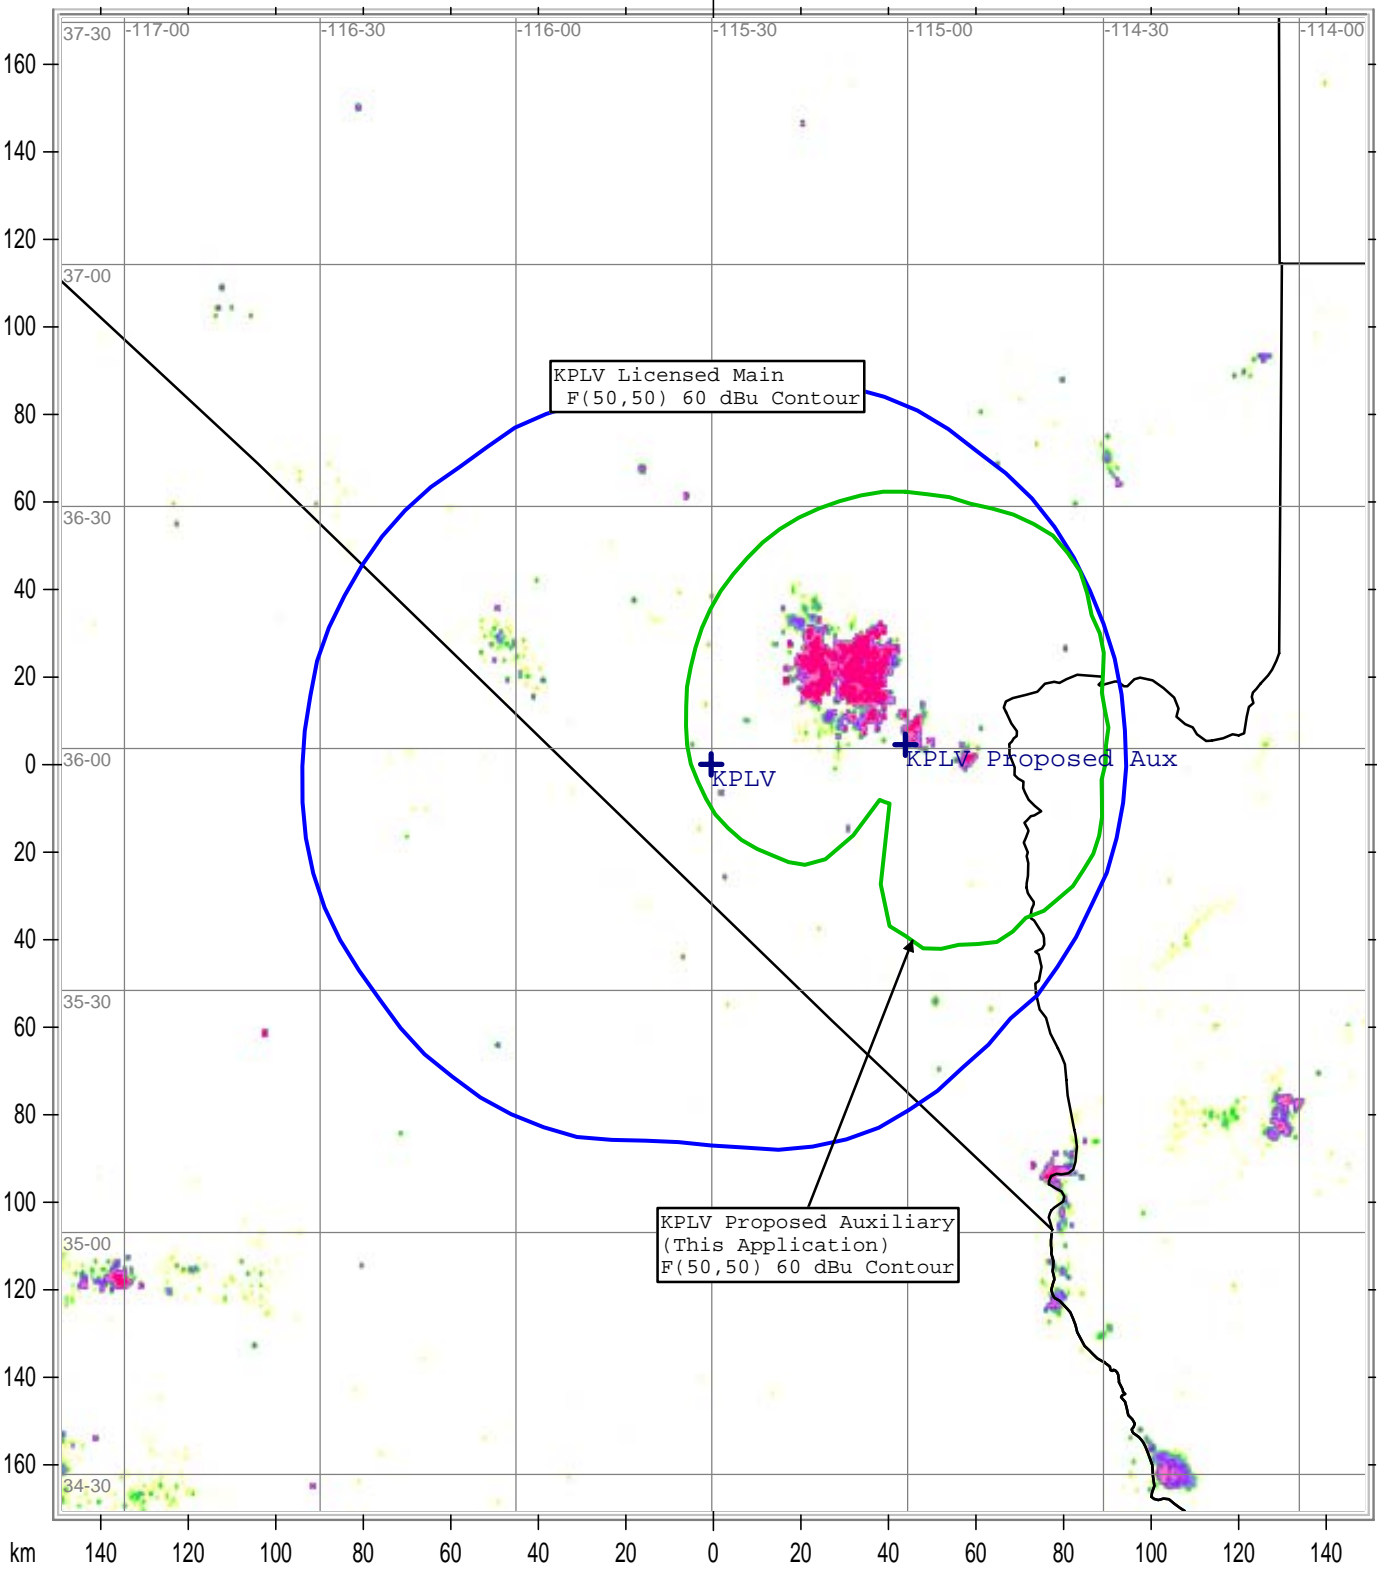 37-30 -117-00 -116-30 -116-00 -115-30 -115-00 -114-30 -114-00
160
140
120
37-00
100
KPLV Licensed Main
F(50,50) 60 dBu Contour
80
60
36-30
40
20
36-00
0
KPLV
KPLV Proposed Aux
20
40
35-30
60
80
100
KPLV Proposed Auxiliary
(This Application)
F(50,50) 60 dBu Contour
35-00
120
140
160
34-30
km 140 120 100 80 60 40 20 0 20 40 60 80 100 120 140